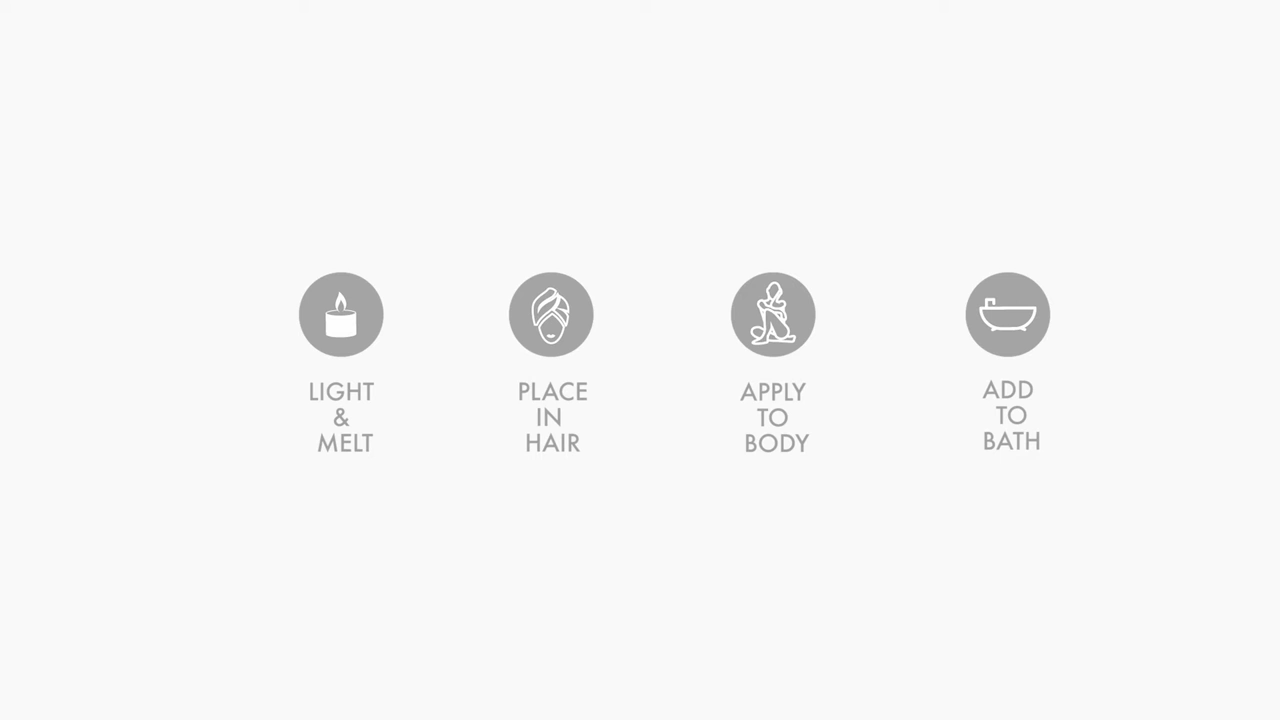 LIGHT
&
MELT
PLACE
IN
HAIR
APPLY
TO
BODY
ADD
TO
BATH